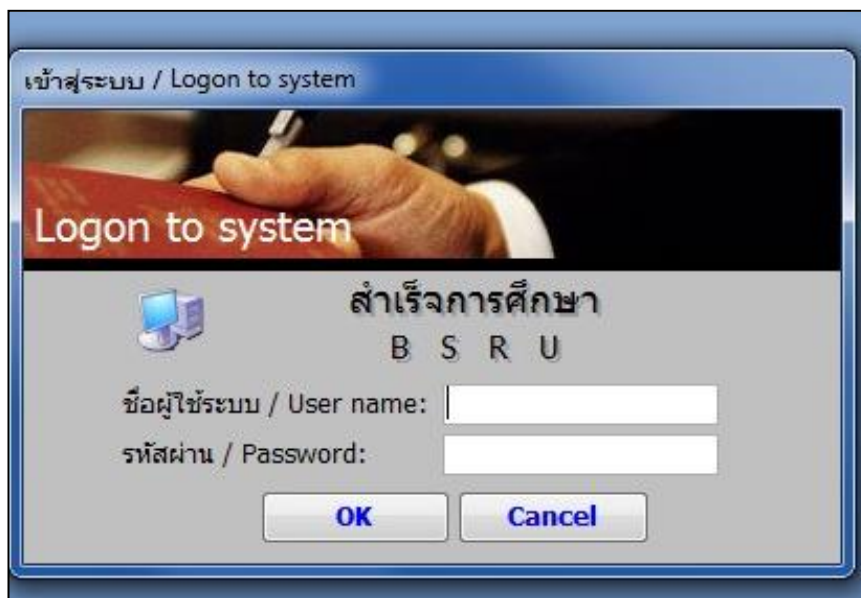 เข้าสู่ระบบ / Logon to system
Logon to system
สำเร็จการศึกษา
B S R U
ชื่อผู้ใช้ระบบ / User name:
รหัสผ่าน / Password:
OK Cancel